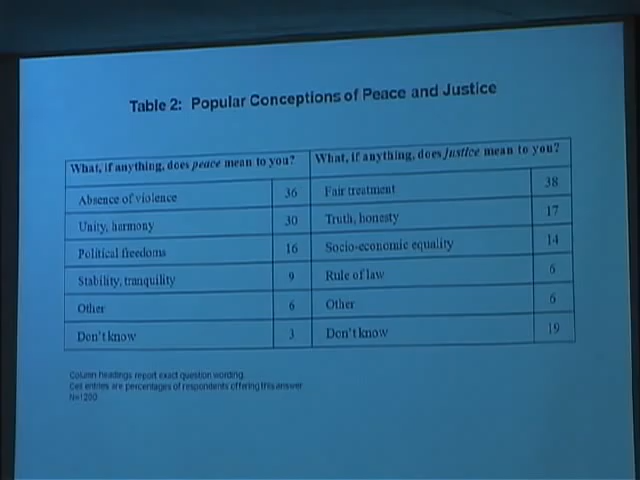 Table 2: Popular Conceptions of Peace and Justice
What, if anything, does peace mean to you? What, if anything, does justice mean to you?
Absence of violence 36 Fair treatment 38
Unity, harmony 30 Truth, honesty 17
Political freedoms 16 Socio-economic equality 14
Stability, tranquility 9 Rule of law 6
Other 6 Other 6
Don't know 3 Don't know 19
Column headings report exact question wording.
Cell entries are percentages of respondents offering this answer
N=1200